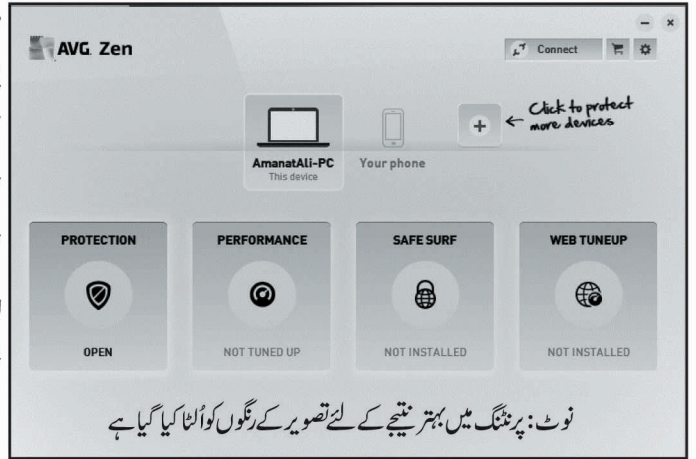 AVG Zen
Connect
Click to protect
more devices
AmanatAli-PC
This device
Your phone
PROTECTION
OPEN
PERFORMANCE
NOT TUNED UP
SAFE SURF
NOT INSTALLED
WEB TUNEUP
NOT INSTALLED
نوٹ: پرنٹنگ میں بہتر نتیجے کے لئے تصویر کے رنگوں کو اُلٹا کیا گیا ہے